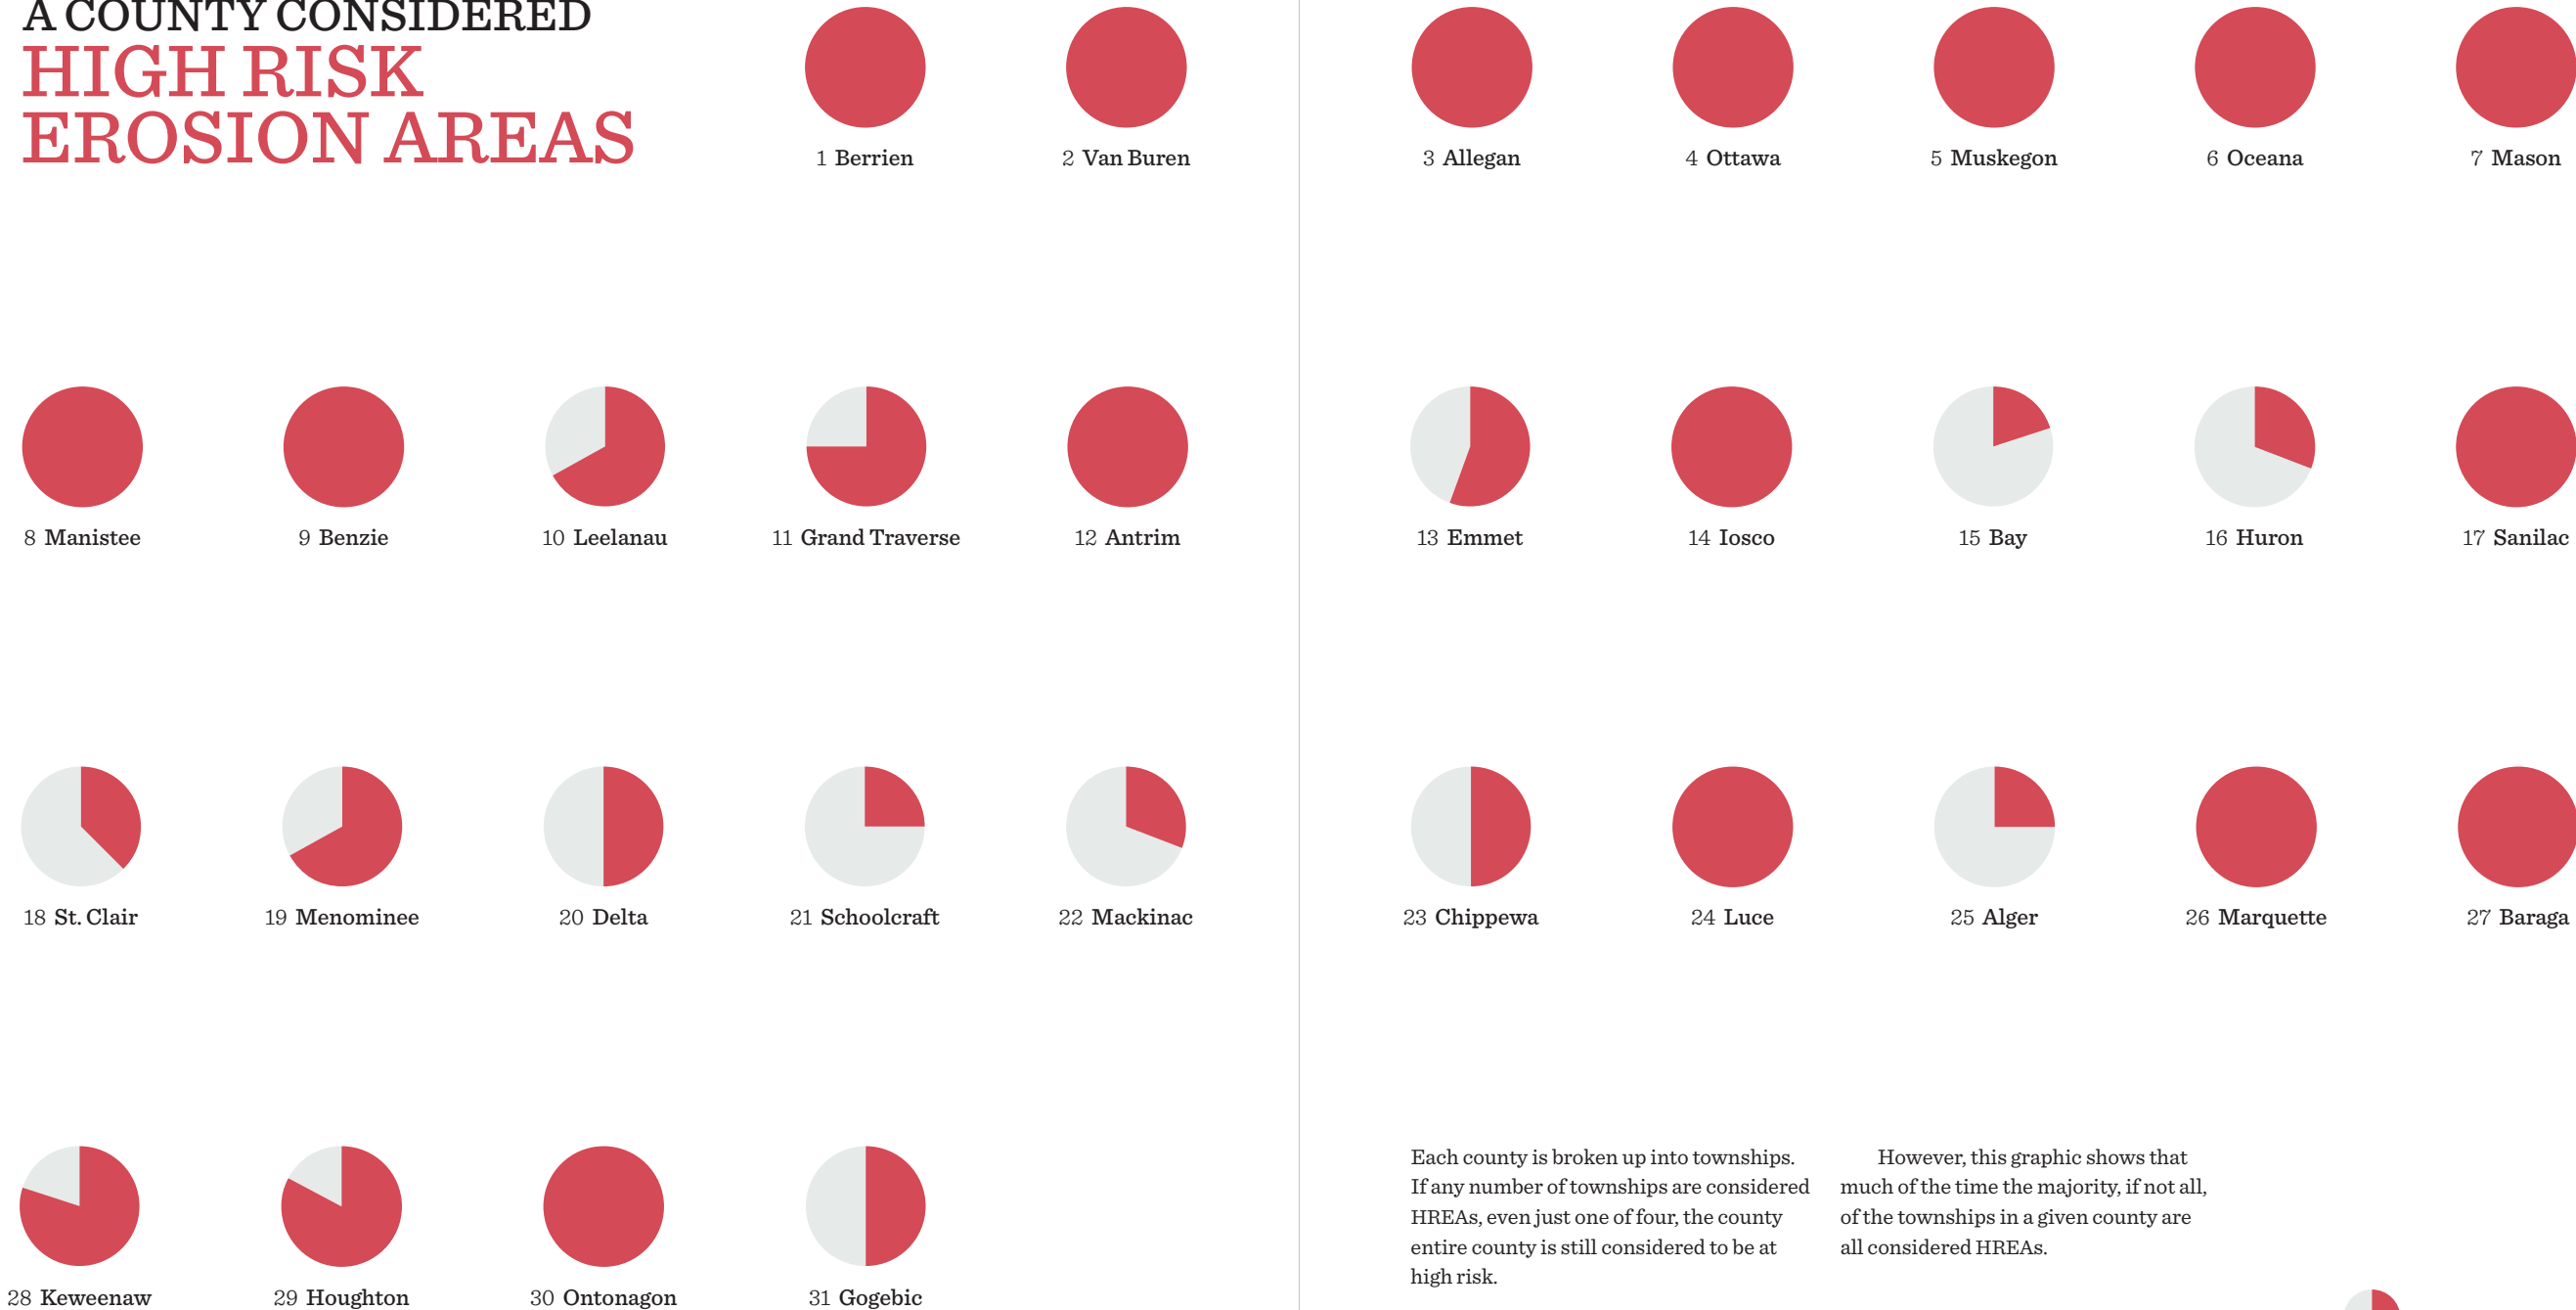 A COUNTY CONSIDERED
HIGH RISK
EROSION AREAS
1 Berrien
2 Van Buren
3 Allegan
4 Ottawa
5 Muskegon
6 Oceana
7 Mason
8 Manistee
9 Benzie
10 Leelanau
11 Grand Traverse
12 Antrim
13 Emmet
14 Iosco
15 Bay
16 Huron
17 Sanilac
18 St. Clair
19 Menominee
20 Delta
21 Schoolcraft
22 Mackinac
23 Chippewa
24 Luce
25 Alger
26 Marquette
27 Baraga
28 Keweenaw
29 Houghton
30 Ontonagon
31 Gogebic
Each county is broken up into townships.
If any number of townships are considered
HREAs, even just one of four, the county
entire county is still considered to be at
high risk.
However, this graphic shows that
much of the time the majority, if not all,
of the townships in a given county are
all considered HREAs.